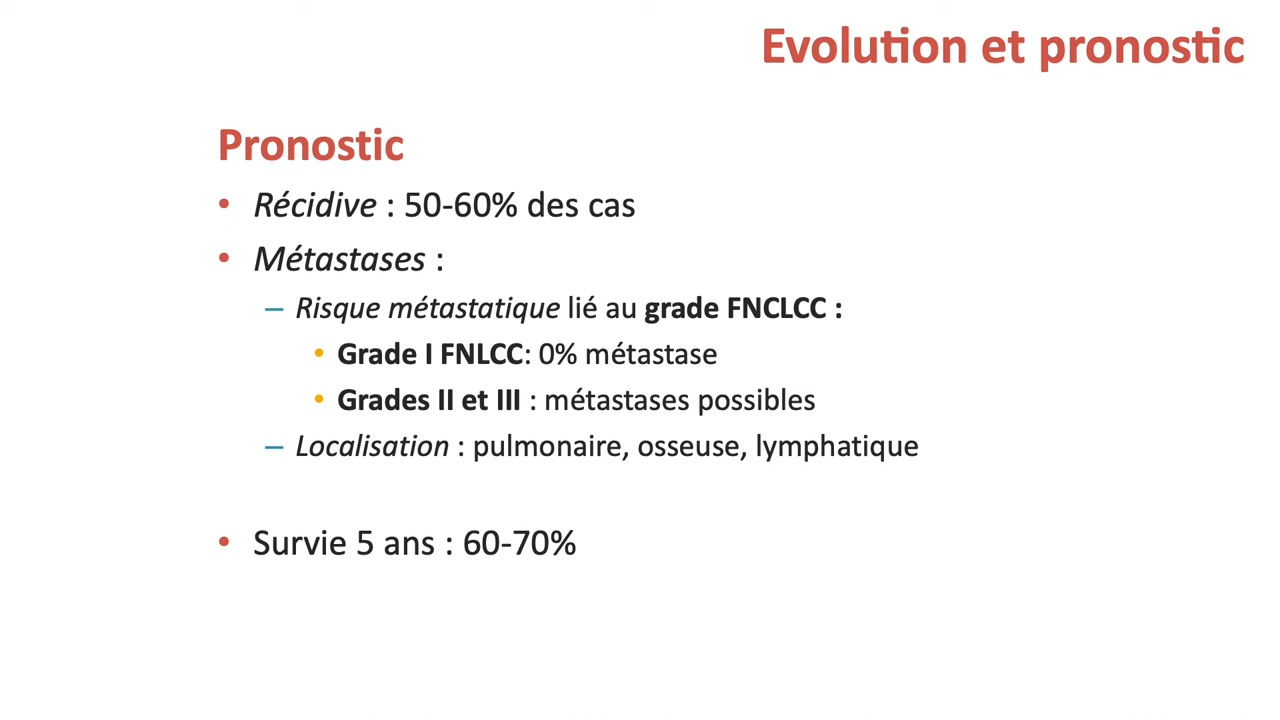 Evolution et pronostic
Pronostic
• Récidive : 50-60% des cas
• Métastases :
– Risque métastatique lié au grade FNCLCC :
• Grade I FNLCC: 0% métastase
• Grades II et III : métastases possibles
– Localisation : pulmonaire, osseuse, lymphatique
• Survie 5 ans : 60-70%